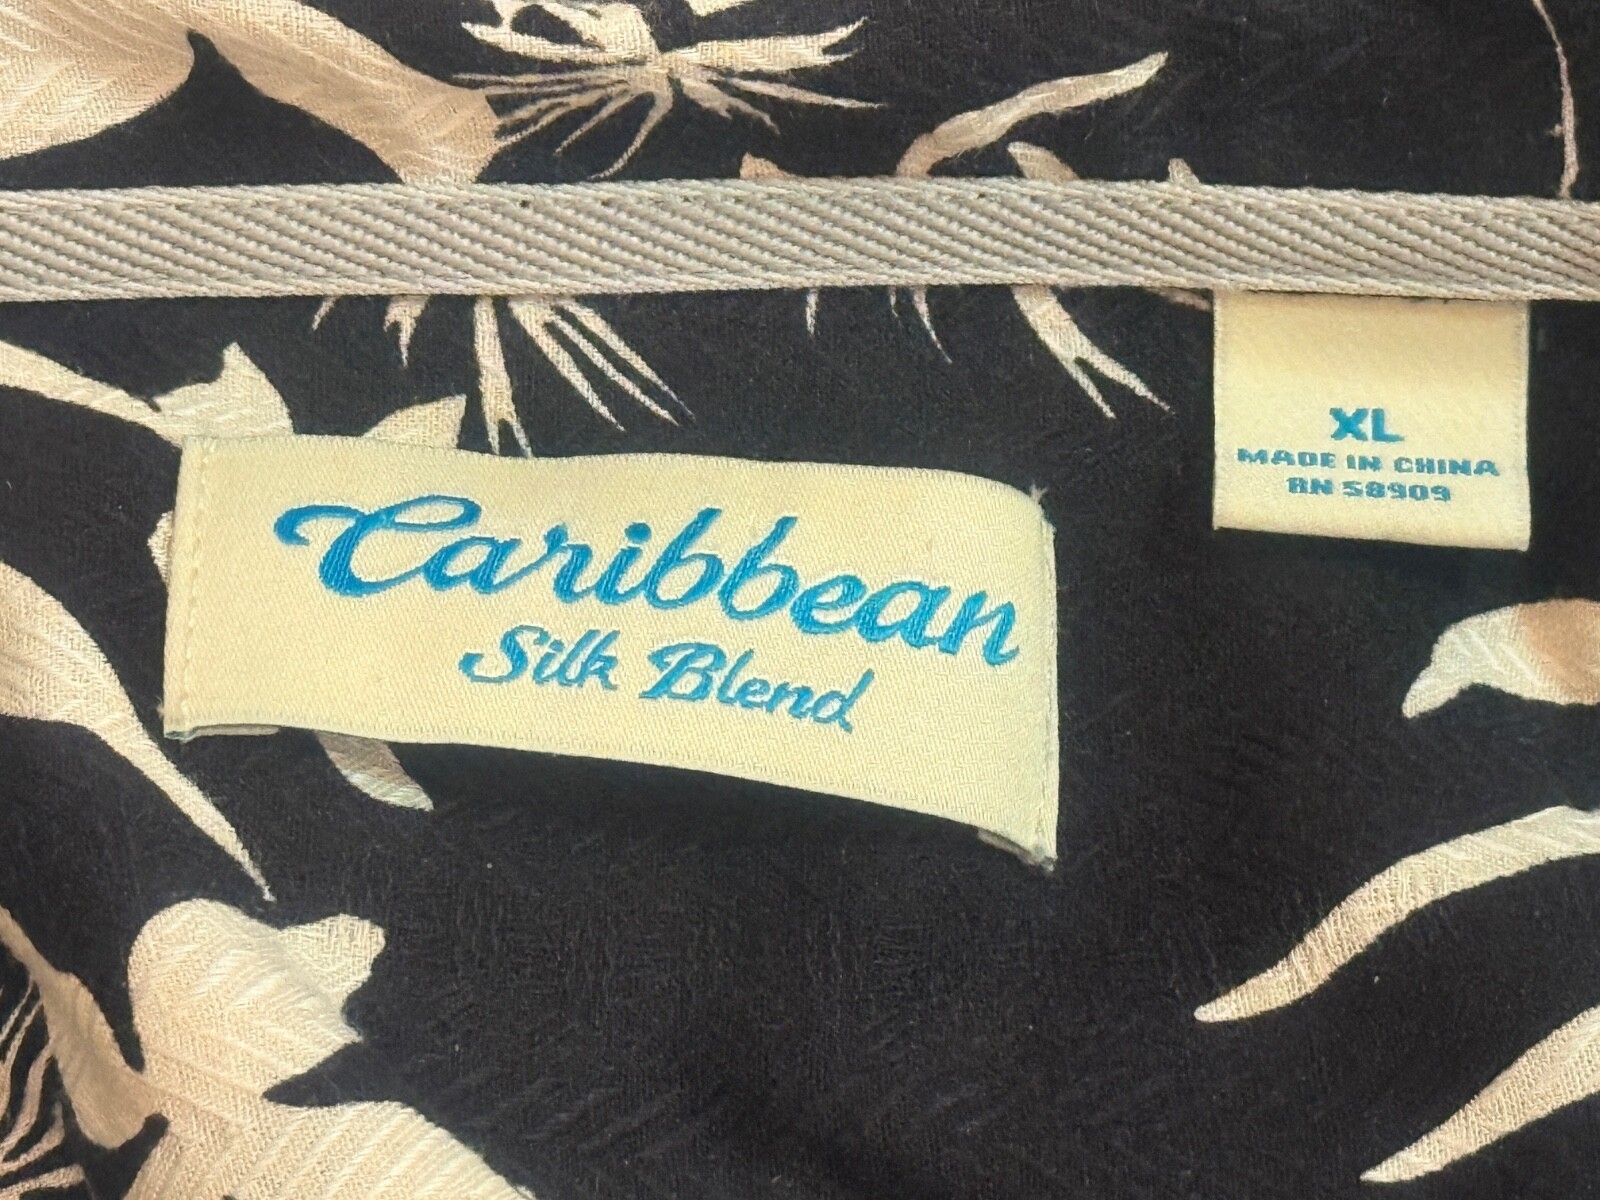 Caribbean
Silk Blend
XL
MADE IN CHINA
RN 58909